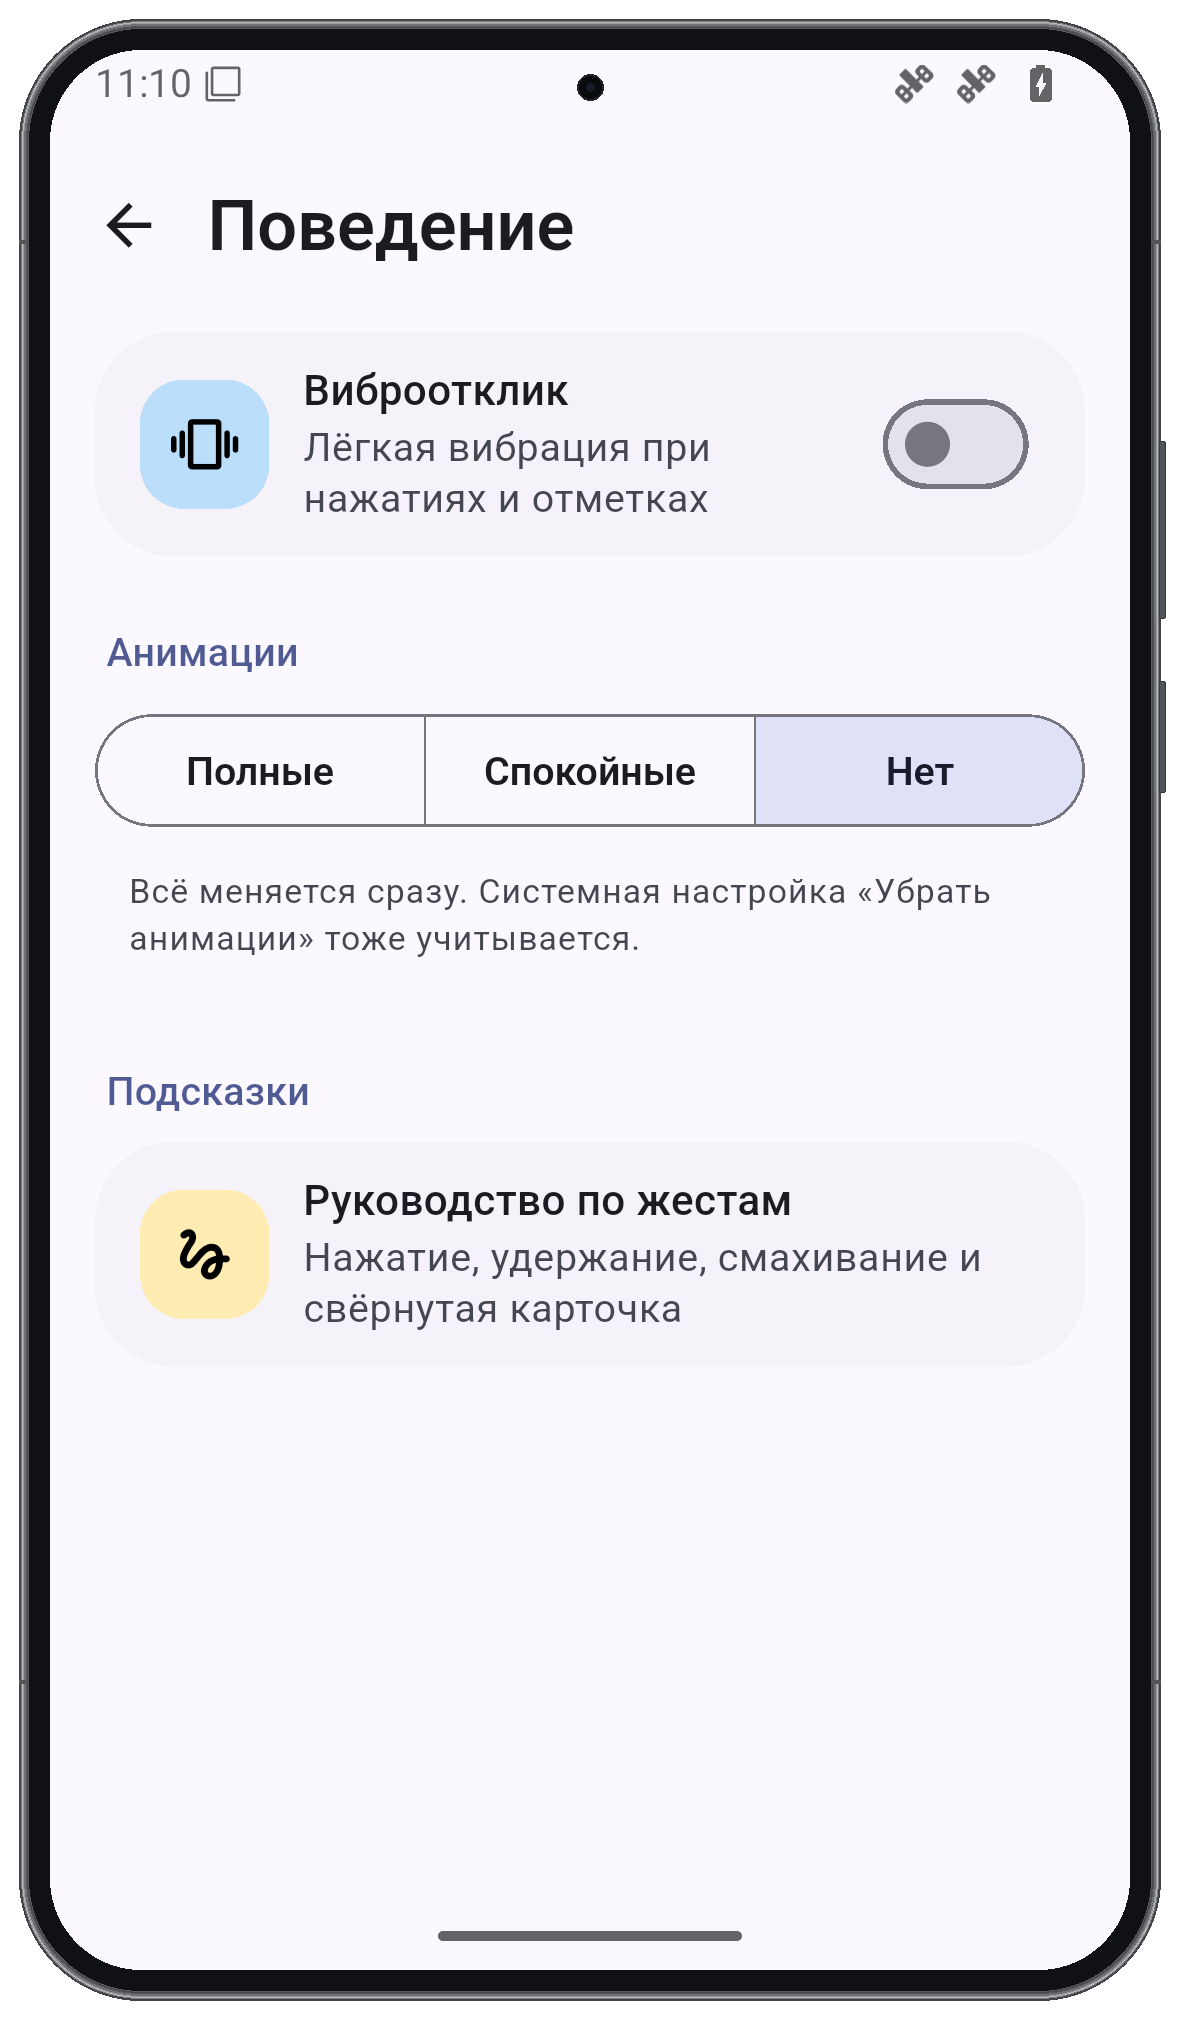 11:10
Поведение
Виброотклик
Лёгкая вибрация при
нажатиях и отметках
Анимации
Полные
Спокойные
Нет
Всё меняется сразу. Системная настройка «Убрать
анимации» тоже учитывается.
Подсказки
Руководство по жестам
Нажатие, удержание, смахивание и
свёрнутая карточка